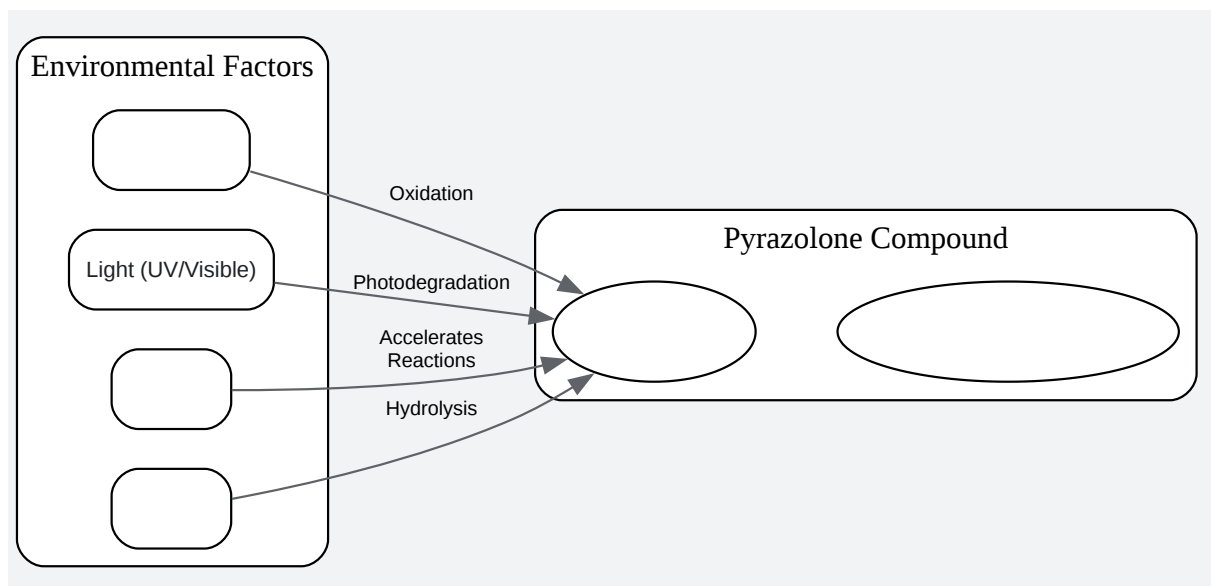 Environmental Factors
Oxidation
Pyrazolone Compound
Light (UV/Visible)
Photodegradation
Accelerates
Reactions
Hydrolysis